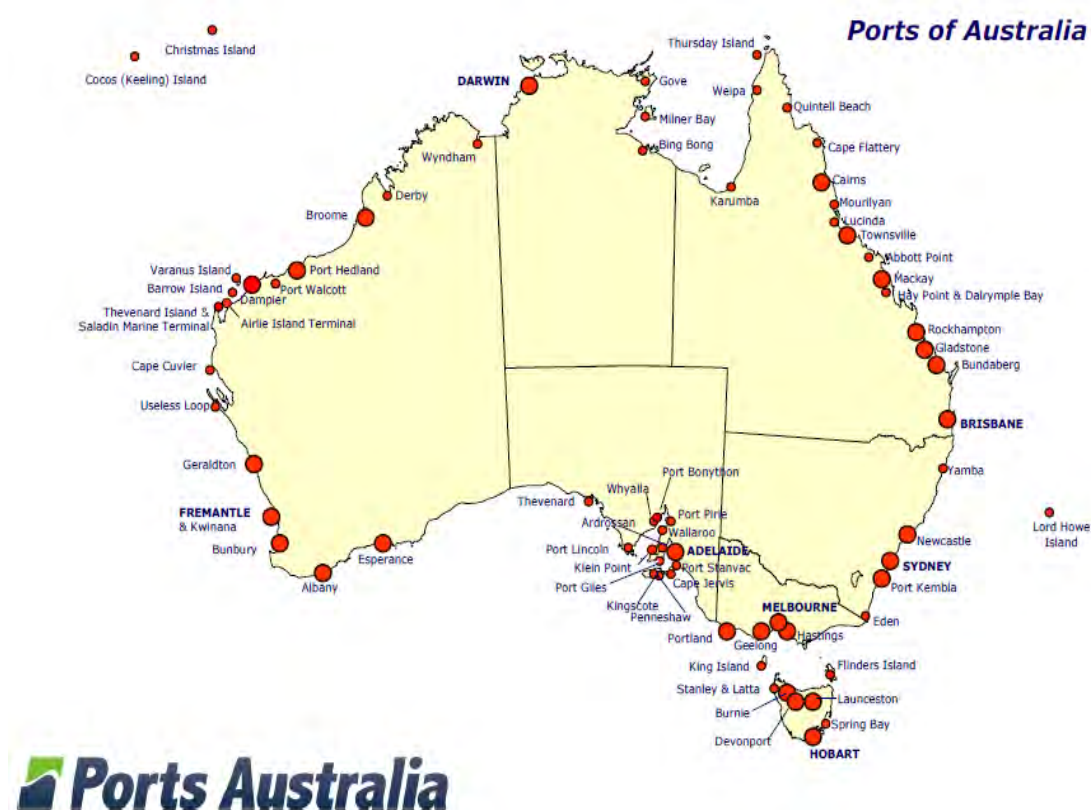 Ports of Australia
Christmas Island
Cocos (Keeling) Island
Thursday Island
DARWIN
Gove
Weipa
Quintell Beach
Milner Bay
Bing Bong
Cape Flattery
Wyndham
Karumba
Cairns
Derby
Mourilyan
Broome
Lucinda
Townsville
Abbott Point
Varanus Island
Port Hedland
Mackay
Barrow Island
Port Walcott
Hay Point & Dalrymple Bay
Dampier
Thevenard Island &
Saladin Marine Terminal
Airlie Island Terminal
Rockhampton
Gladstone
Cape Cuvier
Bundaberg
Useless Loop
BRISBANE
Geraldton
Yamba
Port Bonython
Whyalla
Thevenard
FREMANTLE
& Kwinana
Ardrossan
Port Pirie
Wallaroo
Lord Howe
Island
Newcastle
Bunbury
Esperance
Port Lincoln
ADELAIDE
Klein Point
Port Stanvac
SYDNEY
Albany
Port Giles
Cape Jervis
Port Kembla
Kingscote
Penneshaw
MELBOURNE
Eden
Portland
Geelong
Hastings
King Island
Flinders Island
Stanley & Latta
Launceston
Burnie
Spring Bay
Devonport
HOBART
Ports Australia